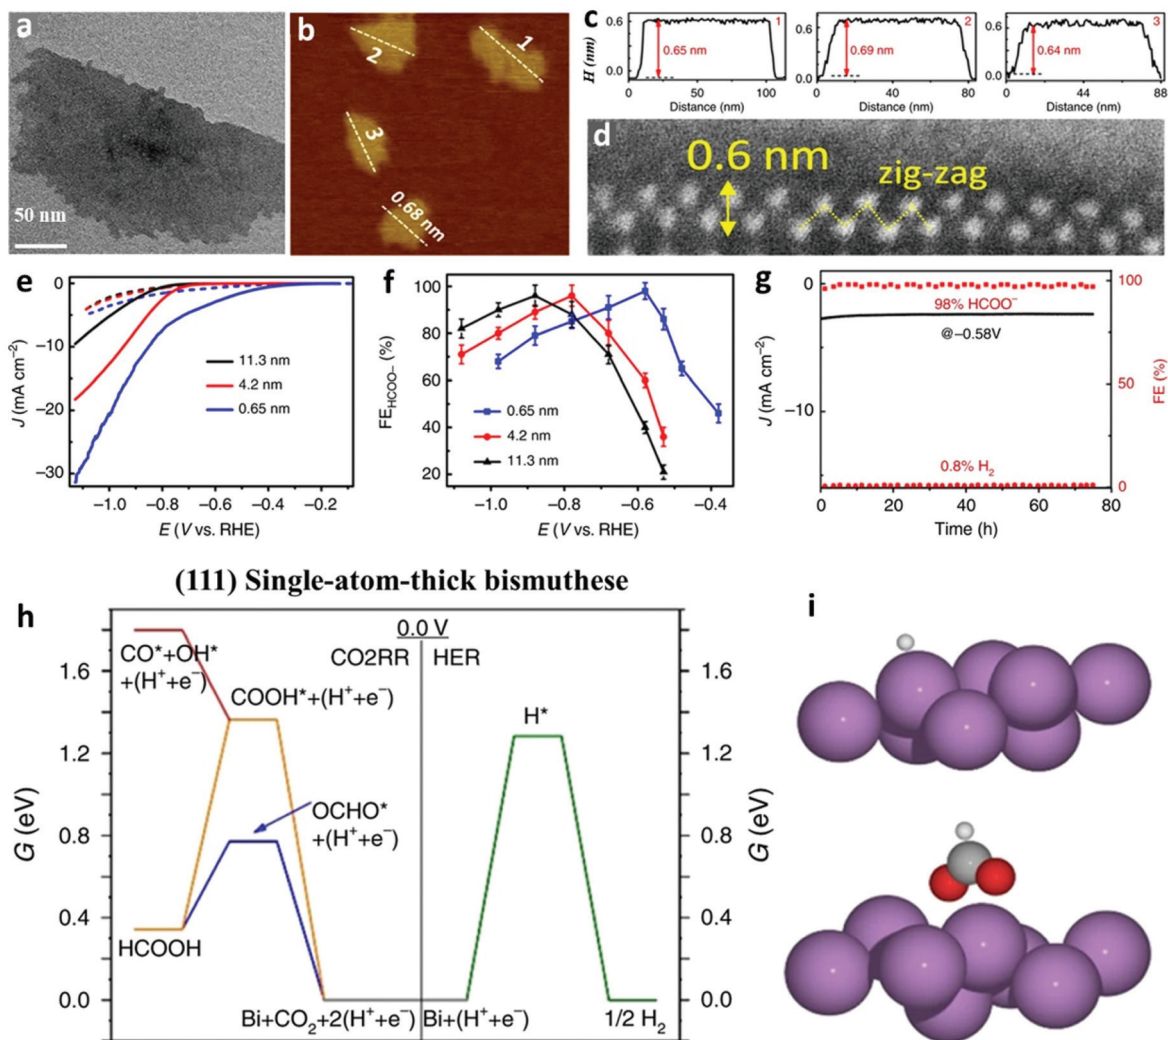 a
50 nm
b
1
2
3
0.68 nm
c
H (nm)
0.6
0.0
0.65 nm
1
0
50
100
Distance (nm)
0.6
0.0
0.69 nm
2
0
40
80
Distance (nm)
0.6
0.0
0.64 nm
3
0
44
88
Distance (nm)
d
0.6 nm
zig-zag
e
0
−10
−20
−30
J (mA cm−2)
11.3 nm
4.2 nm
0.65 nm
−1.0
−0.8
−0.6
−0.4
−0.2
E (V vs. RHE)
f
100
80
60
40
20
FEHCOO− (%)
0.65 nm
4.2 nm
11.3 nm
−1.0
−0.8
−0.6
−0.4
E (V vs. RHE)
g
0
−10
J (mA cm−2)
98% HCOO−
@−0.58V
0.8% H2
100
50
0
FE (%)
0
20
40
60
80
Time (h)
(111) Single-atom-thick bismuthese
h
0.0 V
CO2RR
HER
CO*+OH*
+(H++e−)
COOH*+(H++e−)
H*
OCHO*
+(H++e−)
HCOOH
Bi+CO2+2(H++e−)
Bi+(H++e−)
1/2 H2
1.6
1.2
0.8
0.4
0.0
G (eV)
1.6
1.2
0.8
0.4
0.0
G (eV)
i